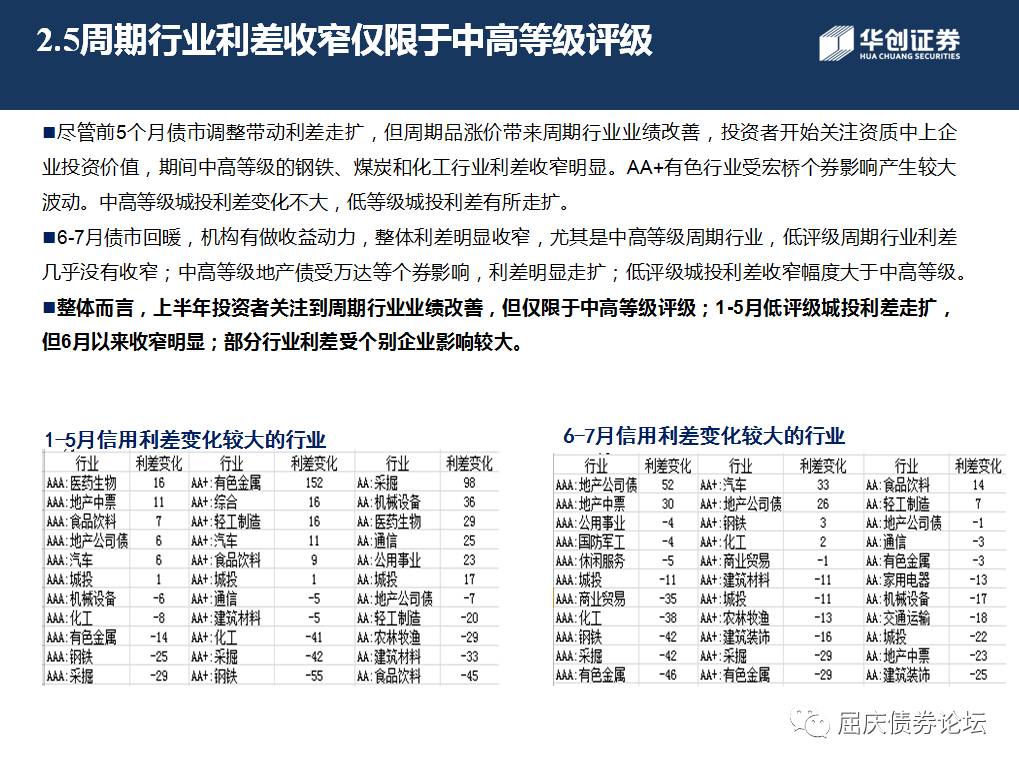 2.5周期行业利差收窄仅限于中高等级评级
华创证券
HUA CHUANG SECURITIES
■尽管前5个月债市调整带动利差走扩，但周期品涨价带来周期行业业绩改善，投资者开始关注资质中上企
业投资价值，期间中高等级的钢铁、煤炭和化工行业利差收窄明显。AA+有色行业受宏桥个券影响产生较大
波动。中高等级城投利差变化不大，低等级城投利差有所走扩。
■6-7月债市回暖，机构有做收益动力，整体利差明显收窄，尤其是中高等级周期行业，低评级周期行业利差
几乎没有收窄；中高等级地产债受万达等个券影响，利差明显走扩；低评级城投利差收窄幅度大于中高等级。
■整体而言，上半年投资者关注到周期行业业绩改善，但仅限于中高等级评级；1-5月低评级城投利差走扩，
但6月以来收窄明显；部分行业利差受个别企业影响较大。
1-5月信用利差变化较大的行业
行业 利差变化 行业 利差变化 行业 利差变化
AAA:医药生物 16 AA+:有色金属 152 AA:采掘 98
AAA:地产中票 11 AA+:综合 16 AA:机械设备 36
AAA:食品饮料 7 AA+:轻工制造 16 AA:医药生物 29
AAA:地产公司债 6 AA+:汽车 11 AA:通信 25
AAA:汽车 6 AA+:食品饮料 9 AA:公用事业 23
AAA:城投 1 AA+:城投 1 AA:城投 17
AAA:机械设备 -6 AA+:通信 -5 AA:地产公司债 -7
AAA:化工 -8 AA+:建筑材料 -5 AA:轻工制造 -20
AAA:有色金属 -14 AA+:化工 -41 AA:农林牧渔 -29
AAA:钢铁 -25 AA+:采掘 -42 AA:建筑材料 -33
AAA:采掘 -29 AA+:钢铁 -55 AA:食品饮料 -45
6-7月信用利差变化较大的行业
行业 利差变化 行业 利差变化 行业 利差变化
AAA:地产公司债 52 AA+:汽车 33 AA:食品饮料 14
AAA:地产中票 30 AA+:地产公司债 26 AA:轻工制造 7
AAA:公用事业 -4 AA+:钢铁 3 AA:地产公司债 -1
AAA:国防军工 -4 AA+:化工 2 AA:通信 -3
AAA:休闲服务 -5 AA+:商业贸易 -1 AA:有色金属 -3
AAA:城投 -11 AA+:建筑材料 -11 AA:家用电器 -13
AAA:商业贸易 -35 AA+:城投 -11 AA:机械设备 -17
AAA:化工 -38 AA+:农林牧渔 -13 AA:交通运输 -18
AAA:钢铁 -42 AA+:建筑装饰 -16 AA:城投 -22
AAA:采掘 -42 AA+:采掘 -29 AA:地产中票 -23
AAA:有色金属 -46 AA+:有色金属 -29 AA:建筑装饰 -25
屈庆债券论坛